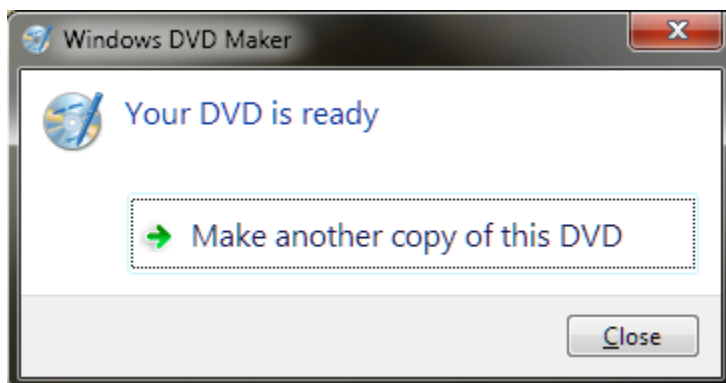 Windows DVD Maker
Your DVD is ready
Make another copy of this DVD
Close